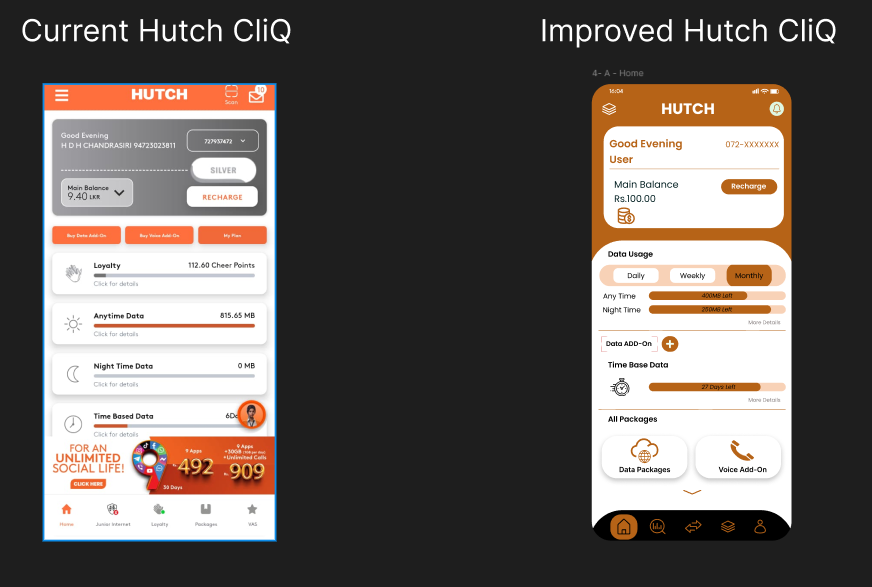 Current Hutch CliQ
Improved Hutch CliQ
HUTCH
Scan
10
Good Evening
H D H CHANDRASIRI 94723023811
727937472
SILVER
Main Balance
9.40 LKR
RECHARGE
Buy Data Add-On
Buy Voice Add-On
My Plan
Loyalty
112.60 Cheer Points
Click for details
Anytime Data
815.65 MB
Click for details
Night Time Data
0 MB
Click for details
Time Based Data
6Da
Click for details
FOR AN
UNLIMITED
SOCIAL LIFE!
CLICK HERE
9
30 Days
9 Apps
492
9 Apps
+Unlimited Calls
909
Home
Junior Internet
Loyalty
Packages
VAS
4- A - Home
16:04
HUTCH
Good Evening
User
072-XXXXXXX
Main Balance
Rs.100.00
Recharge
Data Usage
Daily
Weekly
Monthly
Any Time
400MB Left
Night Time
250MB Left
More Details
Data ADD-On
Time Base Data
27 Days Left
More Details
All Packages
Data Packages
Voice Add-On